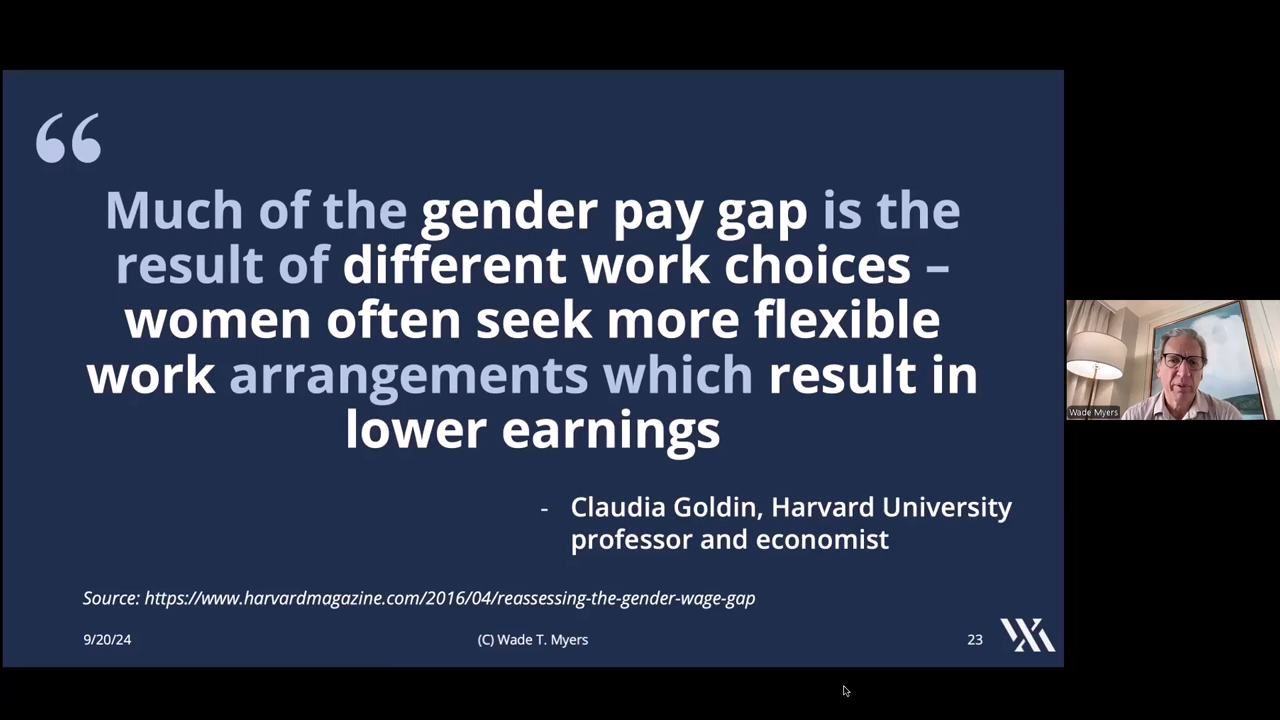 “
Much of the gender pay gap is the
result of different work choices –
women often seek more flexible
work arrangements which result in
lower earnings
- Claudia Goldin, Harvard University
professor and economist
Source: https://www.harvardmagazine.com/2016/04/reassessing-the-gender-wage-gap
9/20/24
(C) Wade T. Myers
23
Wade Myers